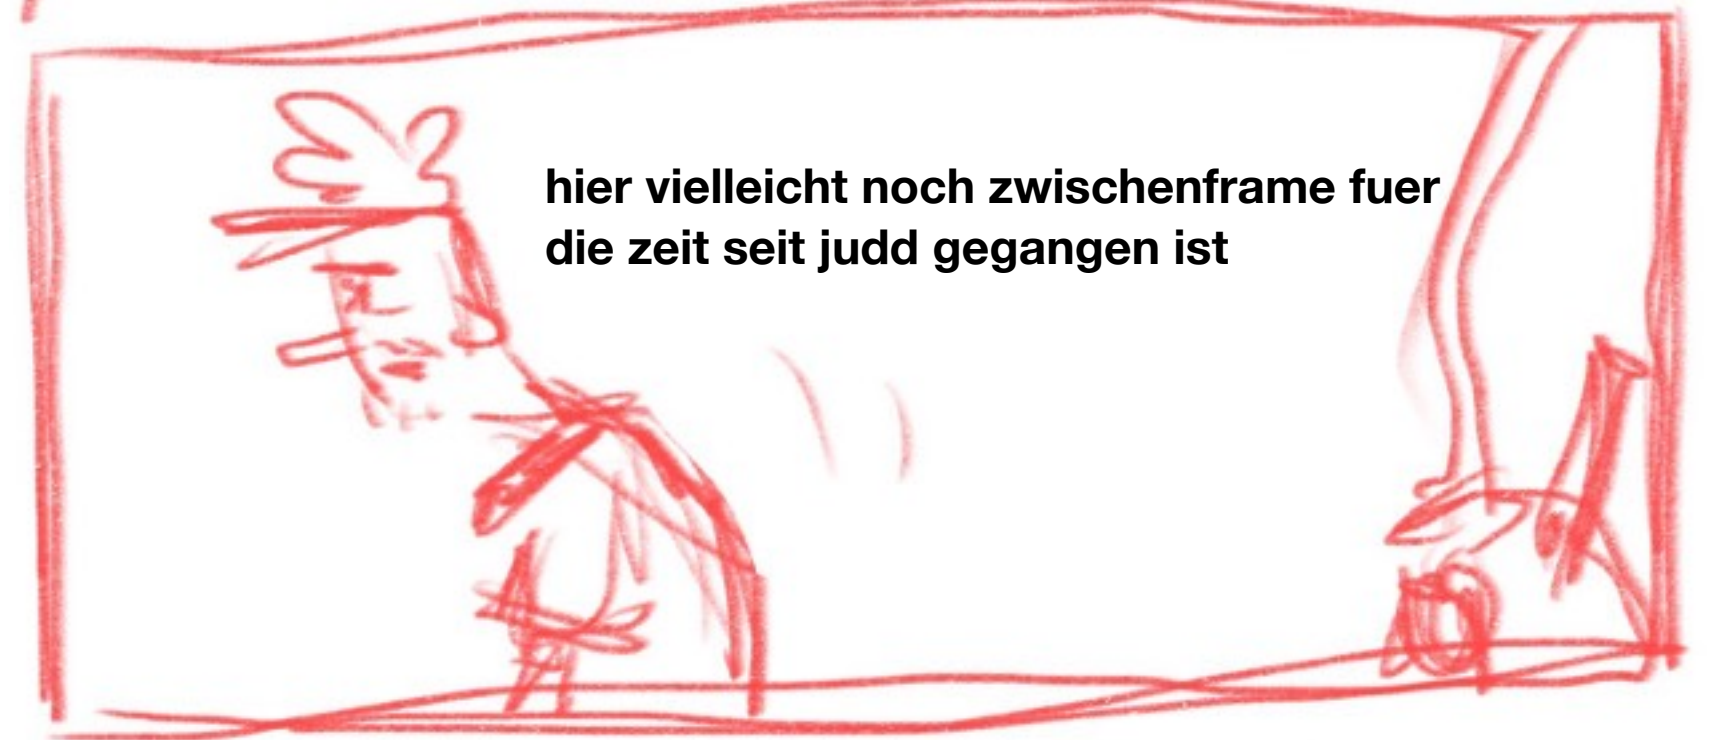 hier vielleicht noch zwischenframe fuer
die zeit seit judd gegangen ist